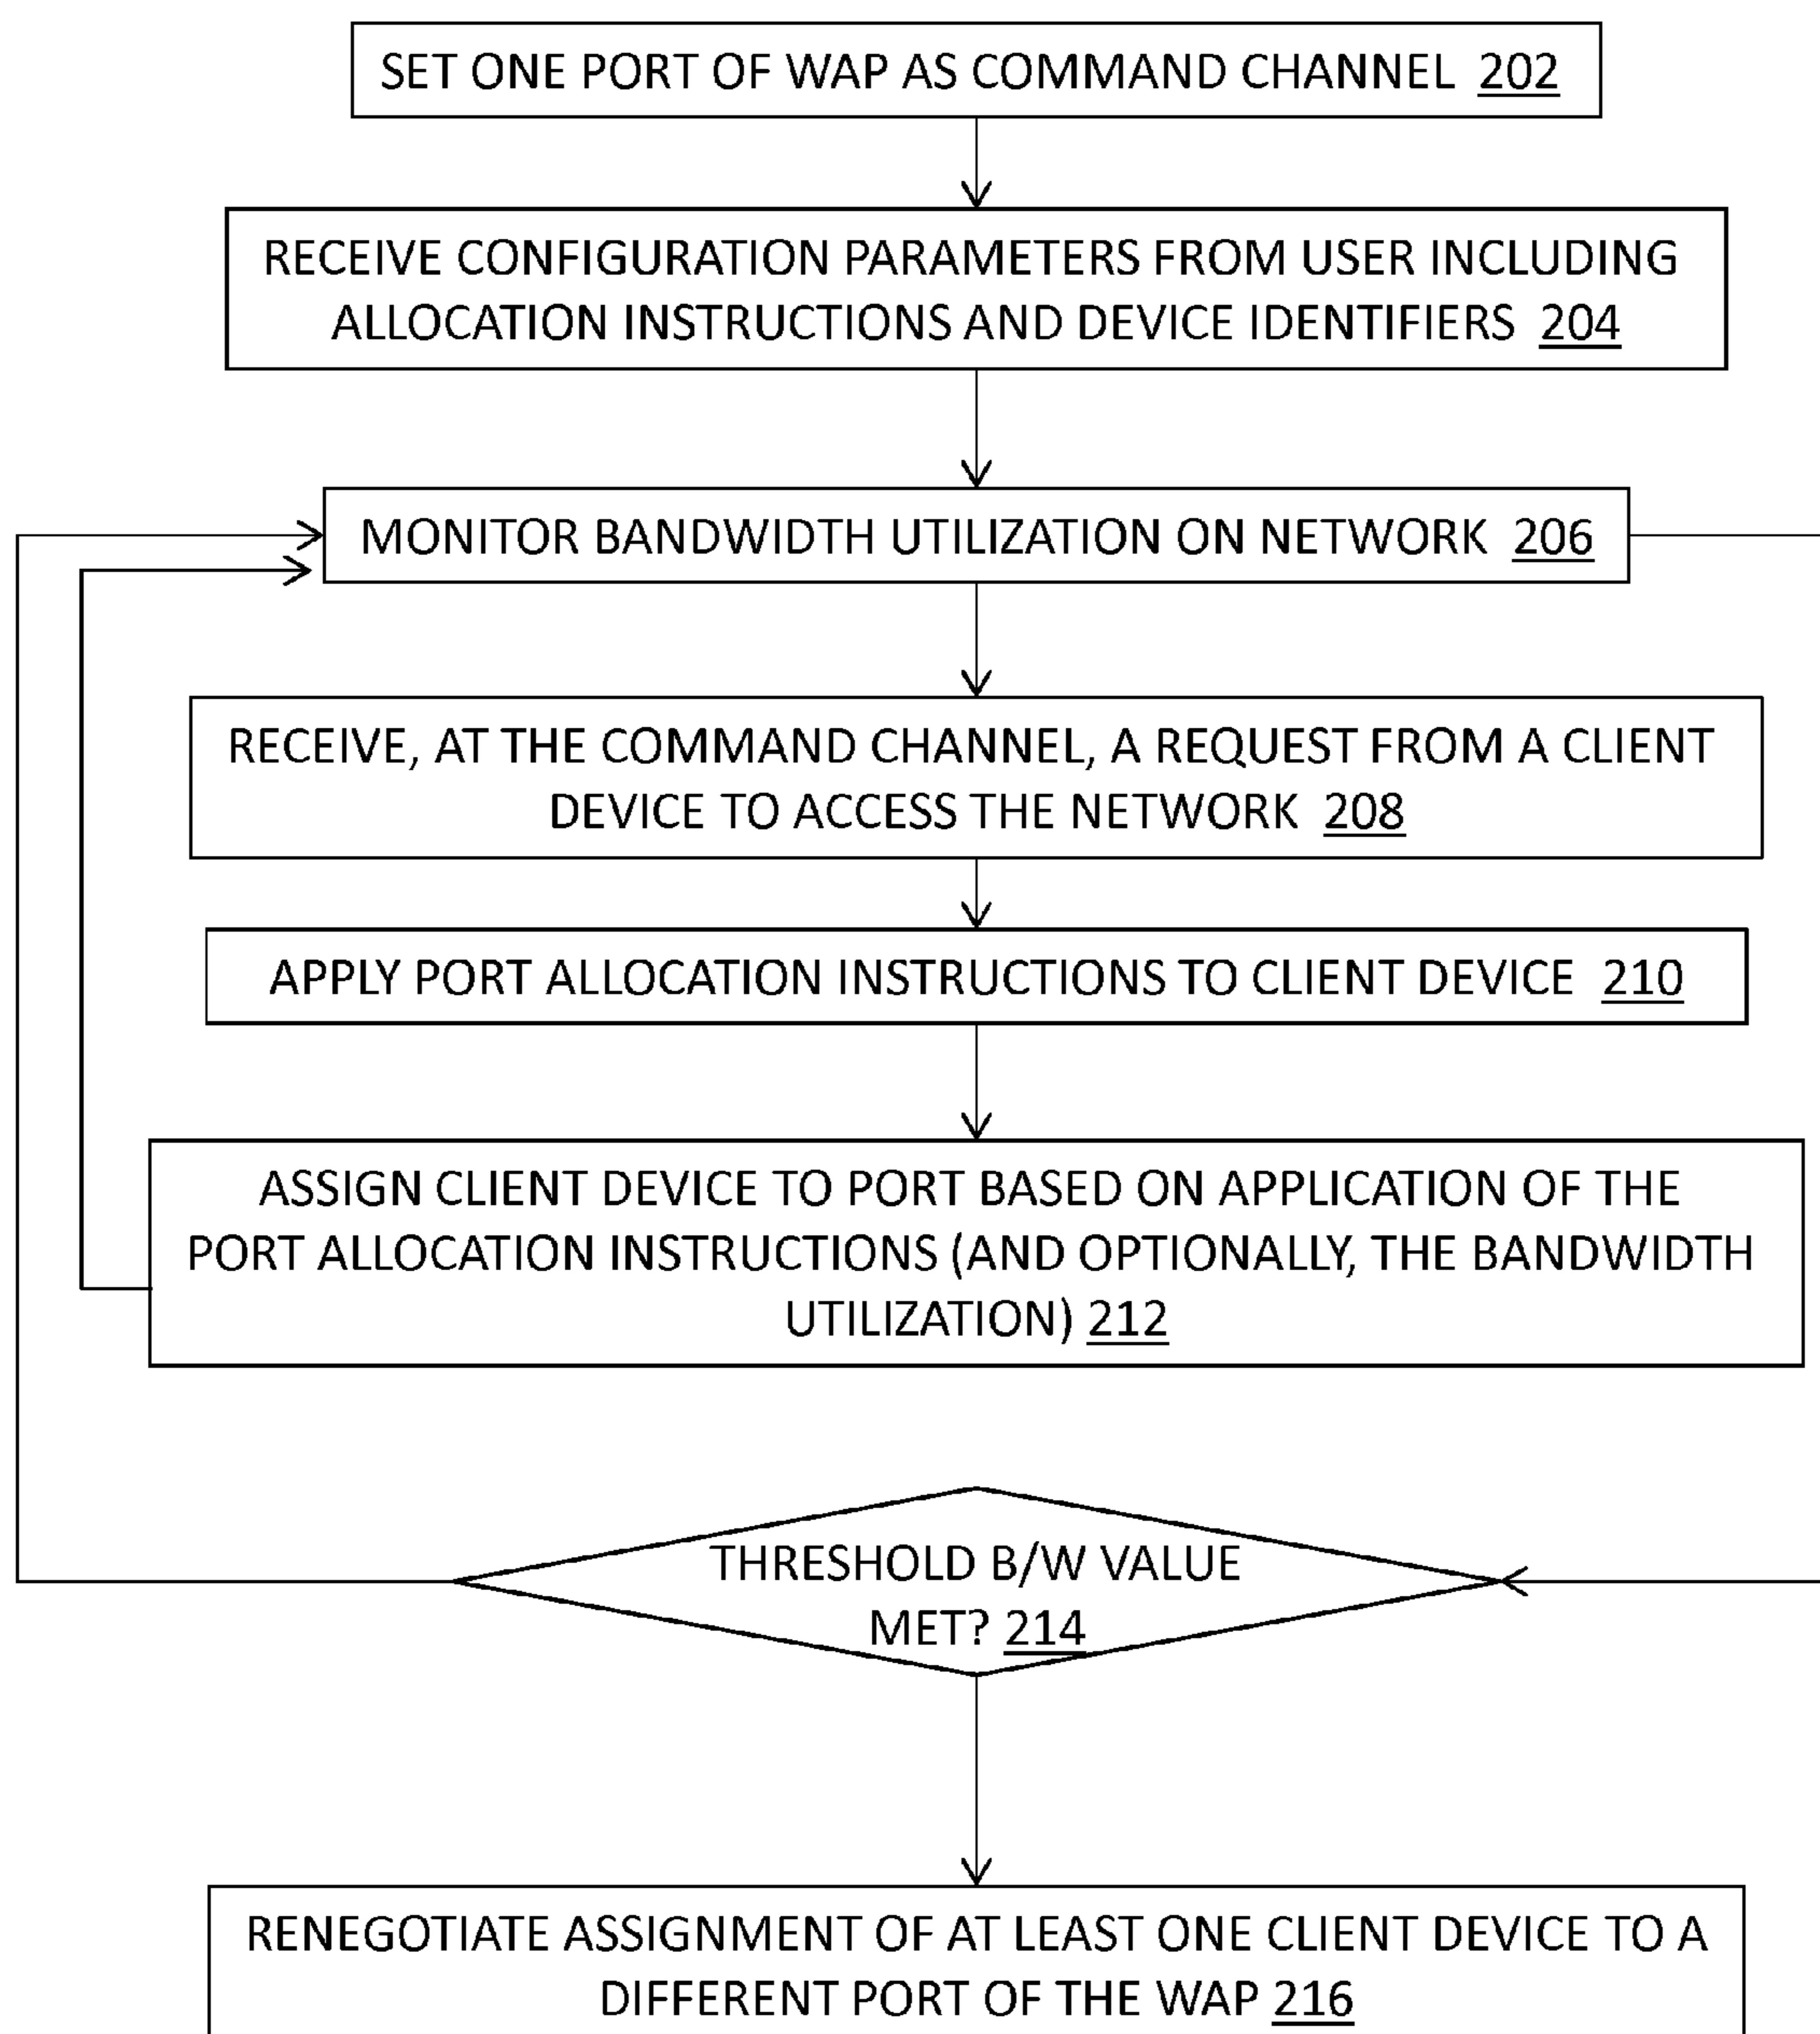 SET ONE PORT OF WAP AS COMMAND CHANNEL 202
RECEIVE CONFIGURATION PARAMETERS FROM USER INCLUDING
ALLOCATION INSTRUCTIONS AND DEVICE IDENTIFIERS 204
MONITOR BANDWIDTH UTILIZATION ON NETWORK 206
RECEIVE, AT THE COMMAND CHANNEL, A REQUEST FROM A CLIENT
DEVICE TO ACCESS THE NETWORK 208
APPLY PORT ALLOCATION INSTRUCTIONS TO CLIENT DEVICE 210
ASSIGN CLIENT DEVICE TO PORT BASED ON APPLICATION OF THE
PORT ALLOCATION INSTRUCTIONS (AND OPTIONALLY, THE BANDWIDTH
UTILIZATION) 212
THRESHOLD B/W VALUE
MET? 214
RENEGOTIATE ASSIGNMENT OF AT LEAST ONE CLIENT DEVICE TO A
DIFFERENT PORT OF THE WAP 216